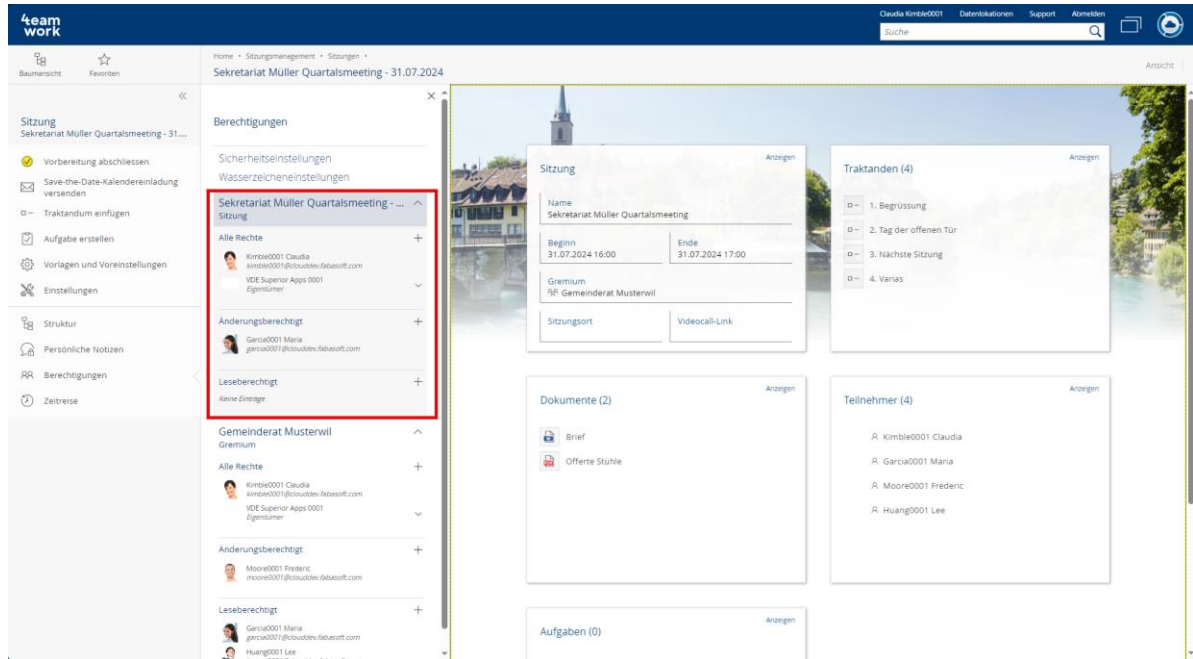 4team
work
Claudia Kimble0001 Datenlokationen Support Abmelden
Suche
Baumansicht Favoriten
Home • Sitzungsmanagement • Sitzungen •
Sekretariat Müller Quartalsmeeting - 31.07.2024
Ansicht
Sitzung
Sekretariat Müller Quartalsmeeting - 31....
Vorbereitung abschliessen
Save-the-Date-Kalendereinladung
versenden
Traktandum einfügen
Aufgabe erstellen
Vorlagen und Voreinstellungen
Einstellungen
Struktur
Persönliche Notizen
Berechtigungen
Zeitreise
Berechtigungen
Sicherheitseinstellungen
Wasserzeicheneinstellungen
Sekretariat Müller Quartalsmeeting - ...
Sitzung
Alle Rechte
Kimble0001 Claudia
kimble0001@clouddev.fabasoft.com
VDE Superior Apps 0001
Eigentümer
Änderungsberechtigt
Garcia0001 Maria
garcia0001@clouddev.fabasoft.com
Leseberechtigt
Keine Einträge
Gemeinderat Musterwil
Gremium
Alle Rechte
Kimble0001 Claudia
kimble0001@clouddev.fabasoft.com
VDE Superior Apps 0001
Eigentümer
Änderungsberechtigt
Moore0001 Frederic
moore0001@clouddev.fabasoft.com
Leseberechtigt
Garcia0001 Maria
garcia0001@clouddev.fabasoft.com
Huang0001 Lee
Sitzung
Anzeigen
Name
Sekretariat Müller Quartalsmeeting
Beginn Ende
31.07.2024 16:00 31.07.2024 17:00
Gremium
Gemeinderat Musterwil
Sitzungsort Videocall-Link
Traktanden (4)
Anzeigen
1. Begrüssung
2. Tag der offenen Tür
3. Nächste Sitzung
4. Varias
Dokumente (2)
Anzeigen
Brief
Offerte Stühle
Teilnehmer (4)
Anzeigen
Kimble0001 Claudia
Garcia0001 Maria
Moore0001 Frederic
Huang0001 Lee
Aufgaben (0)
Anzeigen